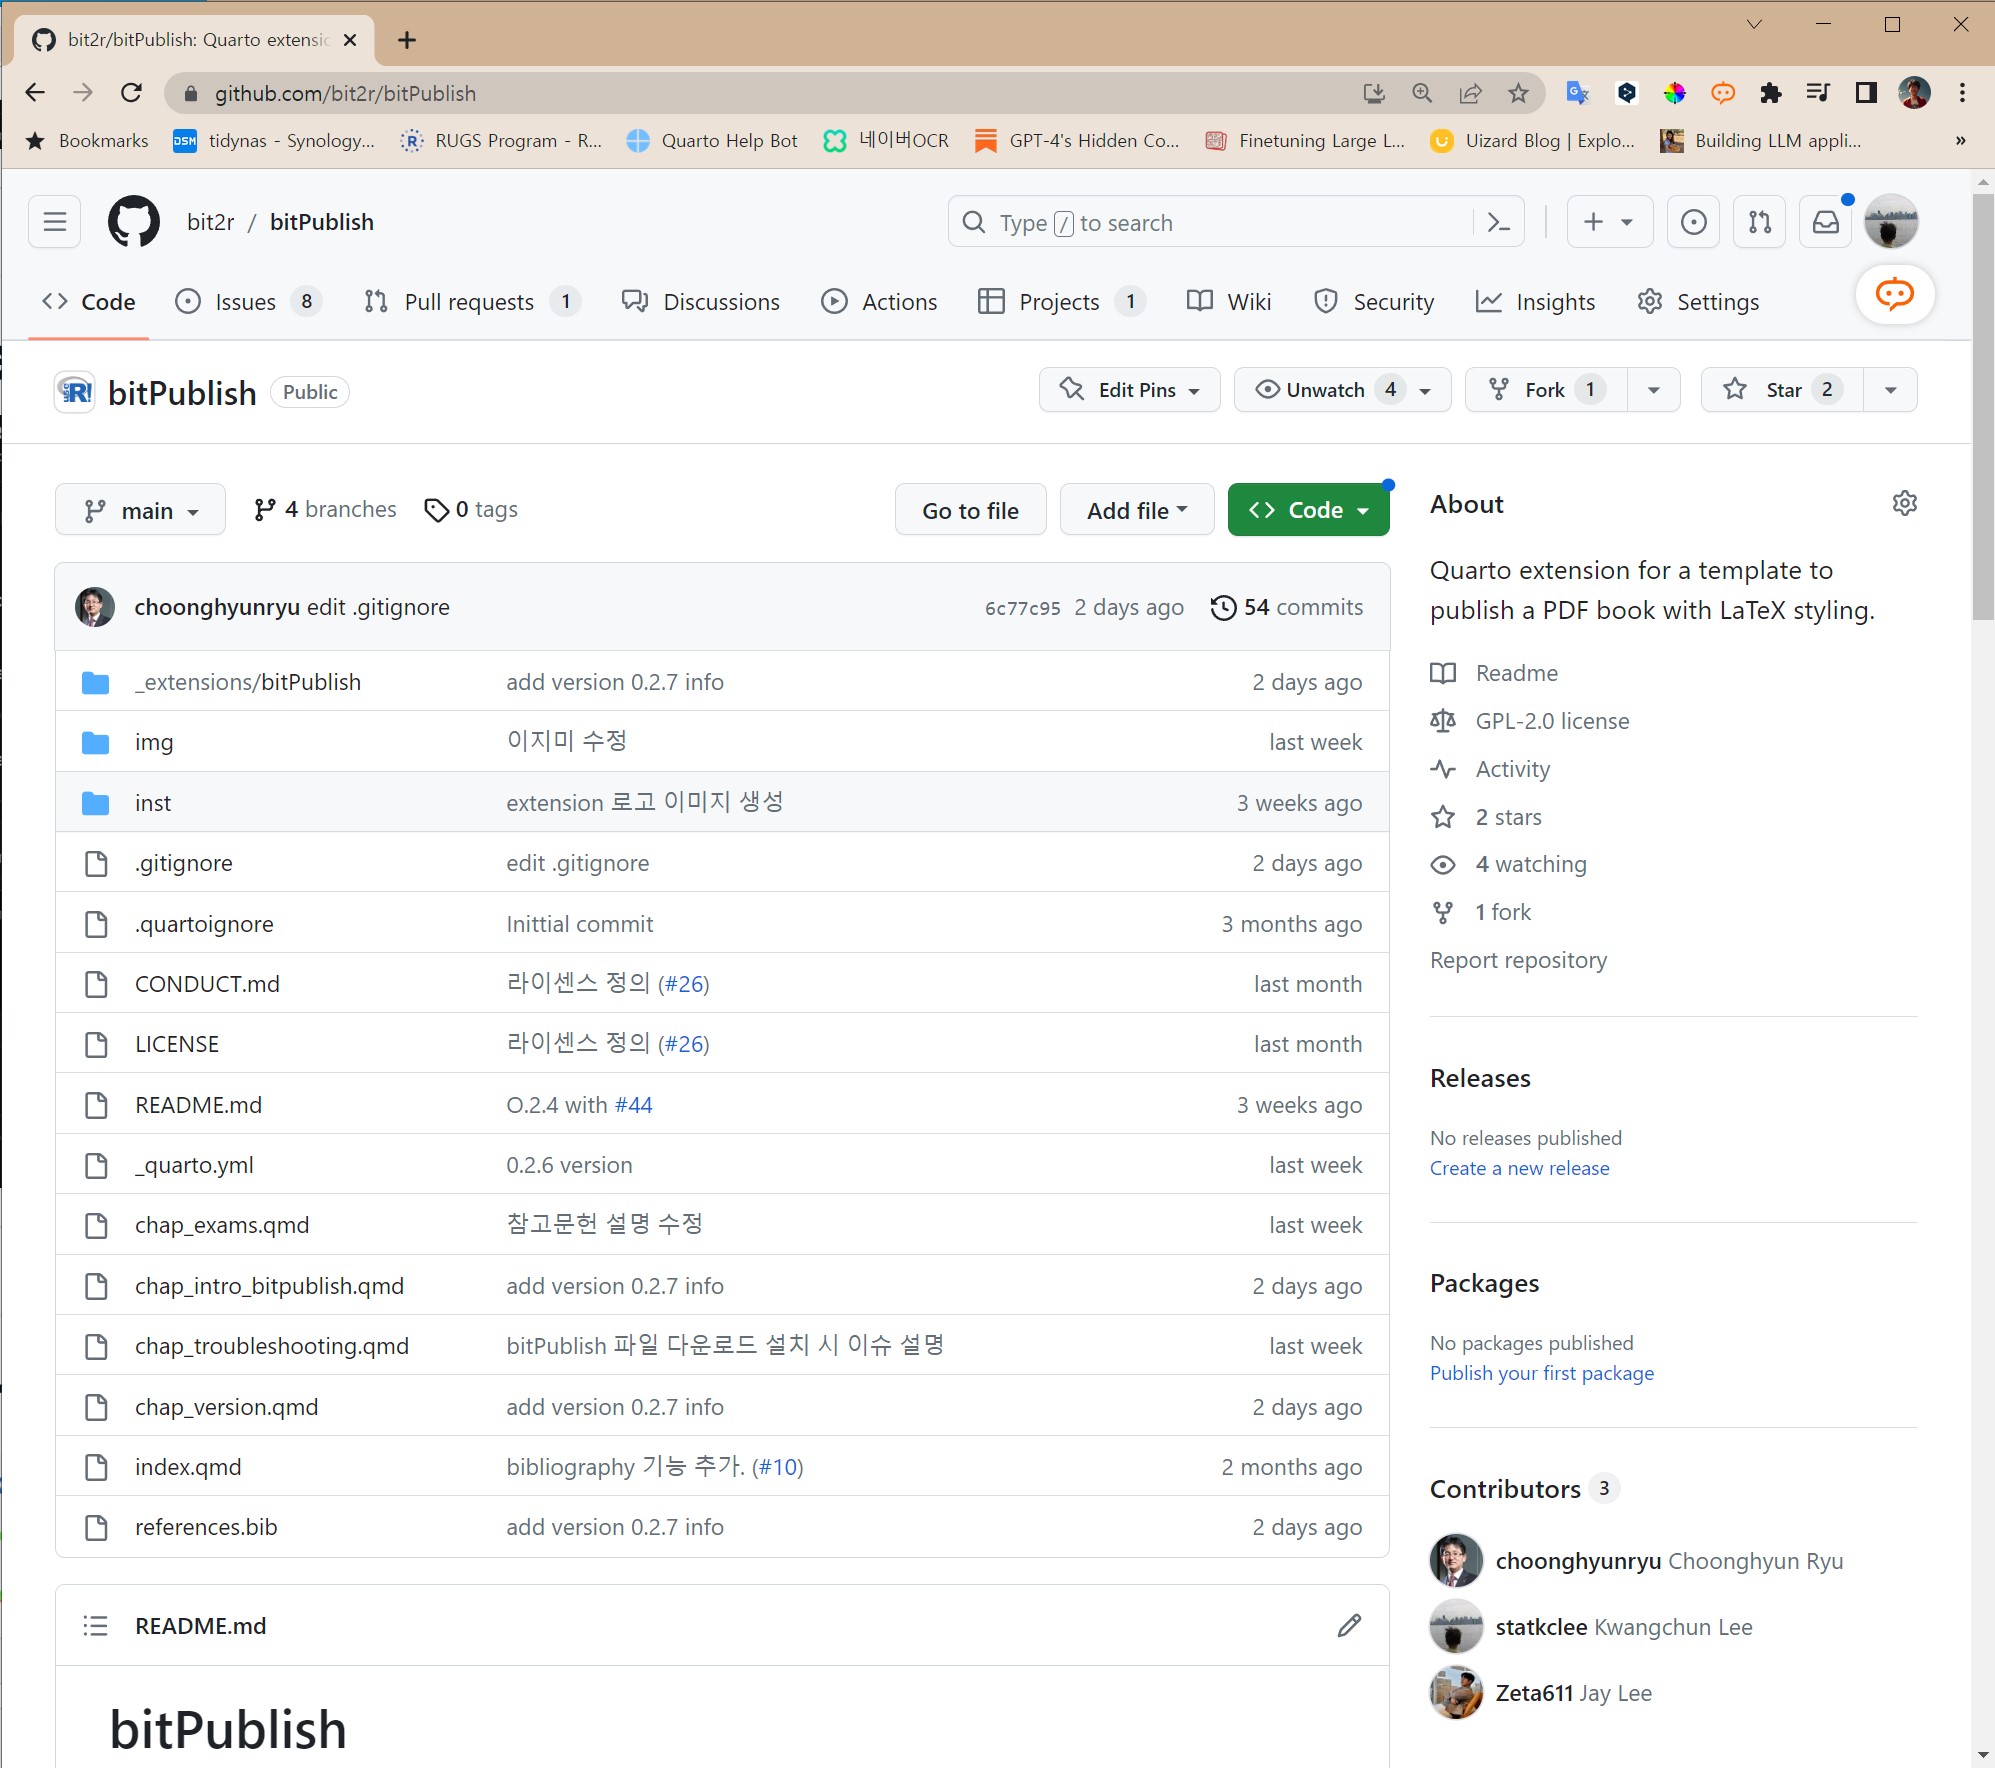 bit2r/bitPublish: Quarto extensi
github.com/bit2r/bitPublish
Bookmarks
DSM tidynas - Synology...
RUGS Program - R...
Quarto Help Bot
네이버OCR
GPT-4's Hidden Co...
Finetuning Large L...
Uizard Blog | Explo...
Building LLM appli...
»
bit2r / bitPublish
Type / to search
Code
Issues 8
Pull requests 1
Discussions
Actions
Projects 1
Wiki
Security
Insights
Settings
bitPublish Public
Edit Pins
Unwatch 4
Fork 1
Star 2
main
4 branches
0 tags
Go to file
Add file
Code
choonghyunryu edit .gitignore 6c77c95 2 days ago 54 commits
_extensions/bitPublish add version 0.2.7 info 2 days ago
img 이지미 수정 last week
inst extension 로고 이미지 생성 3 weeks ago
.gitignore edit .gitignore 2 days ago
.quartoignore Inittial commit 3 months ago
CONDUCT.md 라이센스 정의 (#26) last month
LICENSE 라이센스 정의 (#26) last month
README.md O.2.4 with #44 3 weeks ago
_quarto.yml 0.2.6 version last week
chap_exams.qmd 참고문헌 설명 수정 last week
chap_intro_bitpublish.qmd add version 0.2.7 info 2 days ago
chap_troubleshooting.qmd bitPublish 파일 다운로드 설치 시 이슈 설명 last week
chap_version.qmd add version 0.2.7 info 2 days ago
index.qmd bibliography 기능 추가. (#10) 2 months ago
references.bib add version 0.2.7 info 2 days ago
README.md
bitPublish
About
Quarto extension for a template to
publish a PDF book with LaTeX styling.
Readme
GPL-2.0 license
Activity
2 stars
4 watching
1 fork
Report repository
Releases
No releases published
Create a new release
Packages
No packages published
Publish your first package
Contributors 3
choonghyunryu Choonghyun Ryu
statkclee Kwangchun Lee
Zeta611 Jay Lee